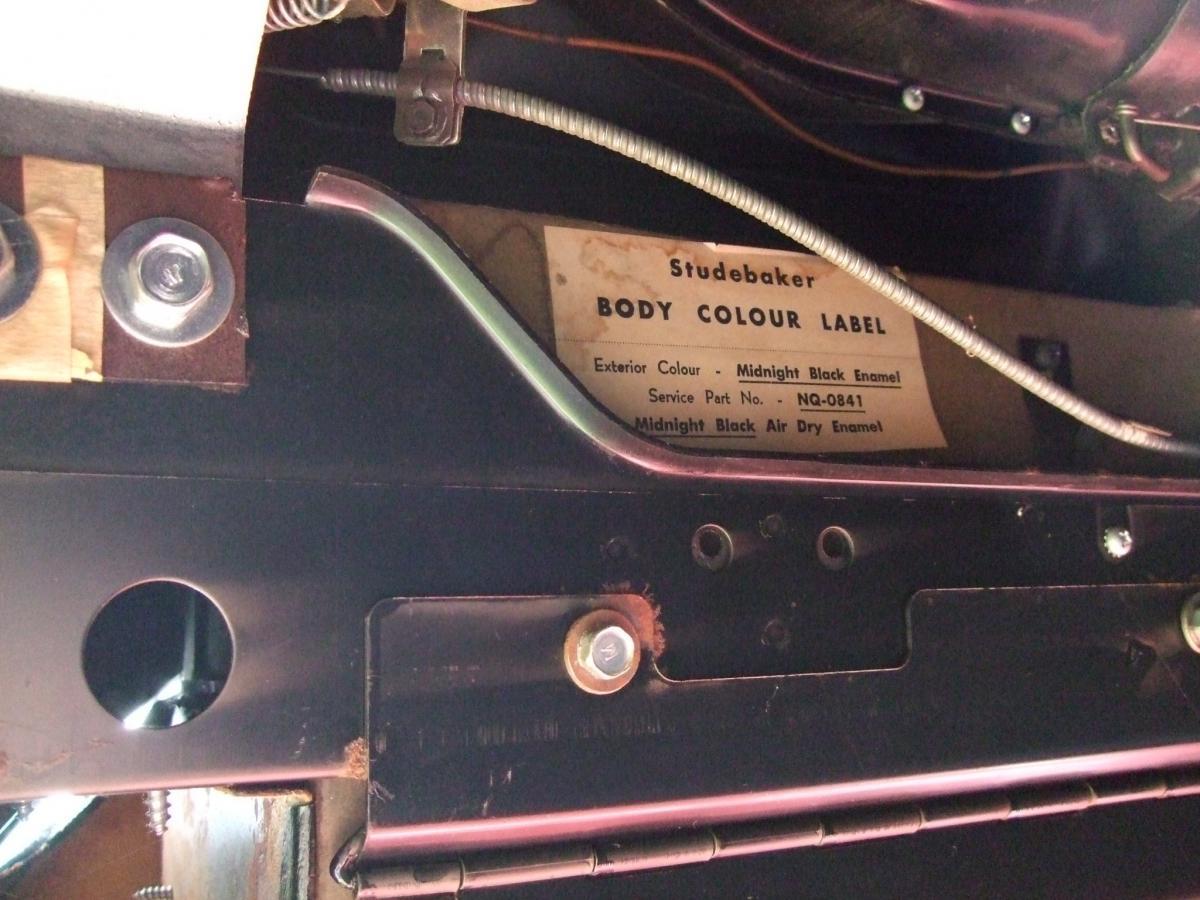 Studebaker
BODY COLOUR LABEL
Exterior Colour - Midnight Black Enamel
Service Part No. - NQ-0841
Midnight Black Air Dry Enamel